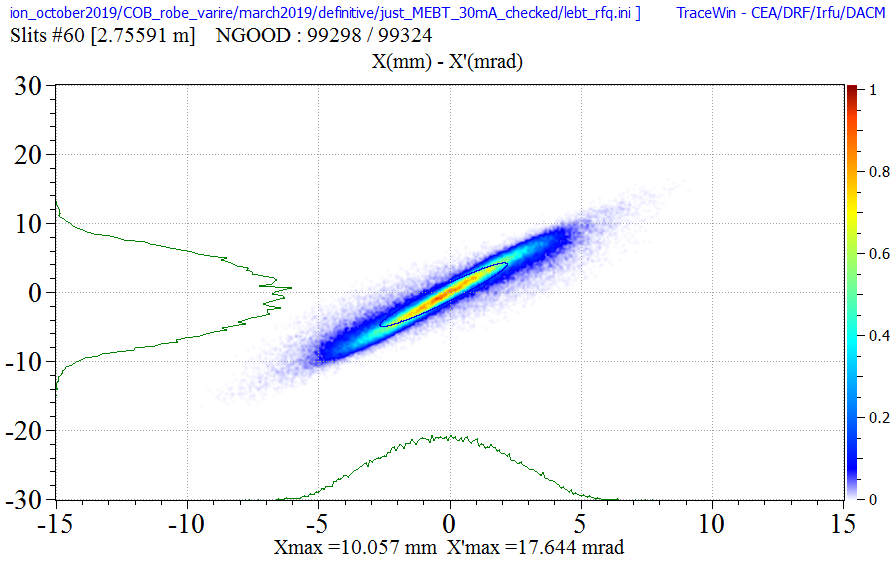 ion_october2019/COB_robe_varire/march2019/definitive/just_MEBT_30mA_checked/lebt_rfq.ini ] TraceWin - CEA/DRF/Irfu/DACM
Slits #60 [2.75591 m] NGOOD : 99298 / 99324
X(mm) - X'(mrad)
30
20
10
0
-10
-20
-30
1
0.8
0.6
0.4
0.2
0
-15 -10 -5 0 5 10 15
Xmax =10.057 mm X'max =17.644 mrad